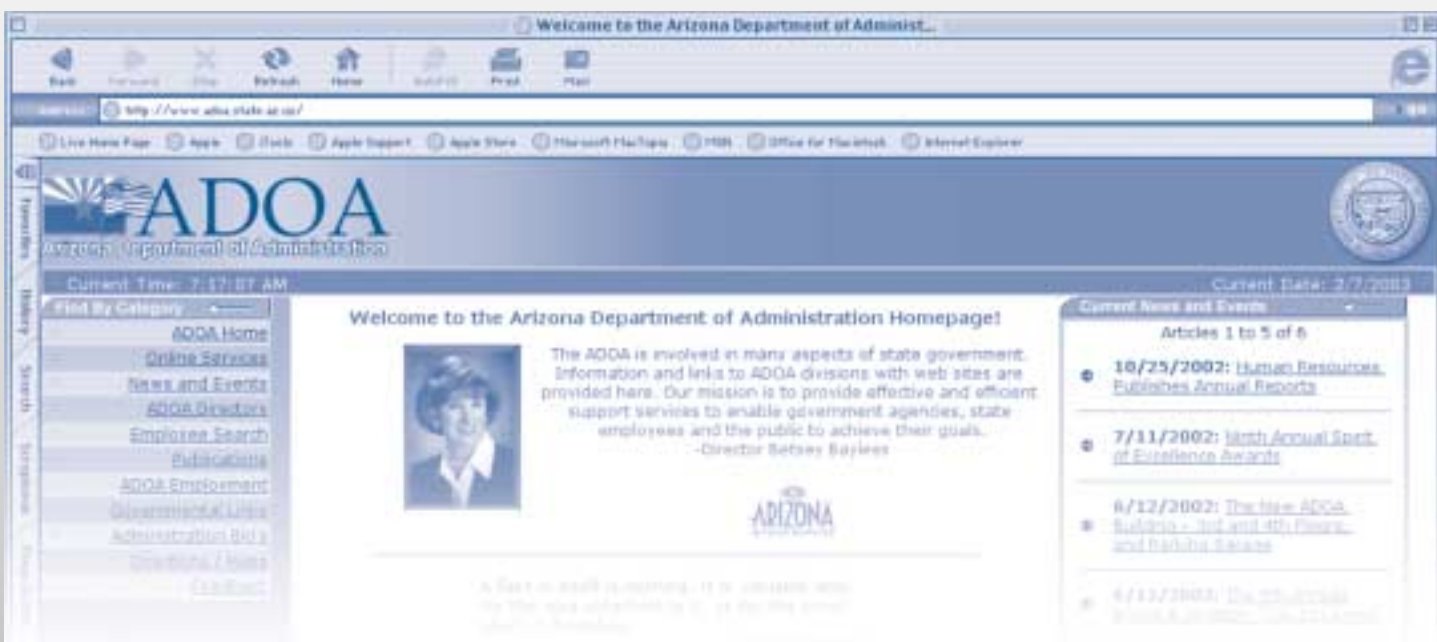 Welcome to the Arizona Department of Administ...
Back Forward Stop Refresh Home AutoFill Print Mail
http://www.adoa.state.az.us/
Live Home Page Apple iTools Apple Support Apple Store Microsoft MacTopia MSN Office for Macintosh Internet Explorer
Favorites
History
Search
ADOA
Arizona Department of Administration
Current Time: 7:17:07 AM
Current Date: 2/7/2003
Find By Category
ADOA Home
Online Services
News and Events
ADOA Directors
Employee Search
Publications
ADOA Employment
Governmental Links
Administration Bid's
Directions / Maps
Feedback
Welcome to the Arizona Department of Administration Homepage!
The ADOA is involved in many aspects of state government.
Information and links to ADOA divisions with web sites are
provided here. Our mission is to provide effective and efficient
support services to enable government agencies, state
employees and the public to achieve their goals.
-Director Betsey Bayless
ARIZONA
Current News and Events
Articles 1 to 5 of 6
10/25/2002: Human Resources
Publishes Annual Reports
7/11/2002: Ninth Annual Spirit
of Excellence Awards
6/12/2002: The New ADOA
Building - 3rd and 4th Floors,
and Parking Garage